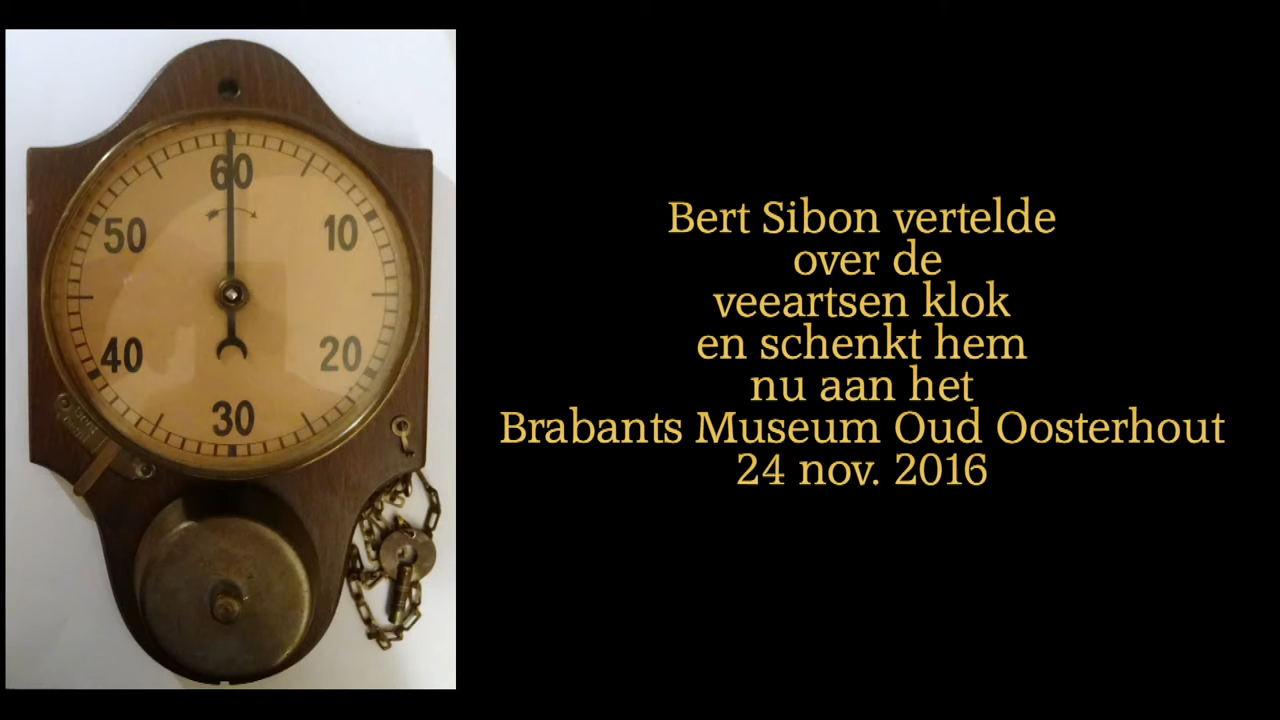 60
50
10
40
20
30
Bert Sibon vertelde
over de
veeartsen klok
en schenkt hem
nu aan het
Brabants Museum Oud Oosterhout
24 nov. 2016